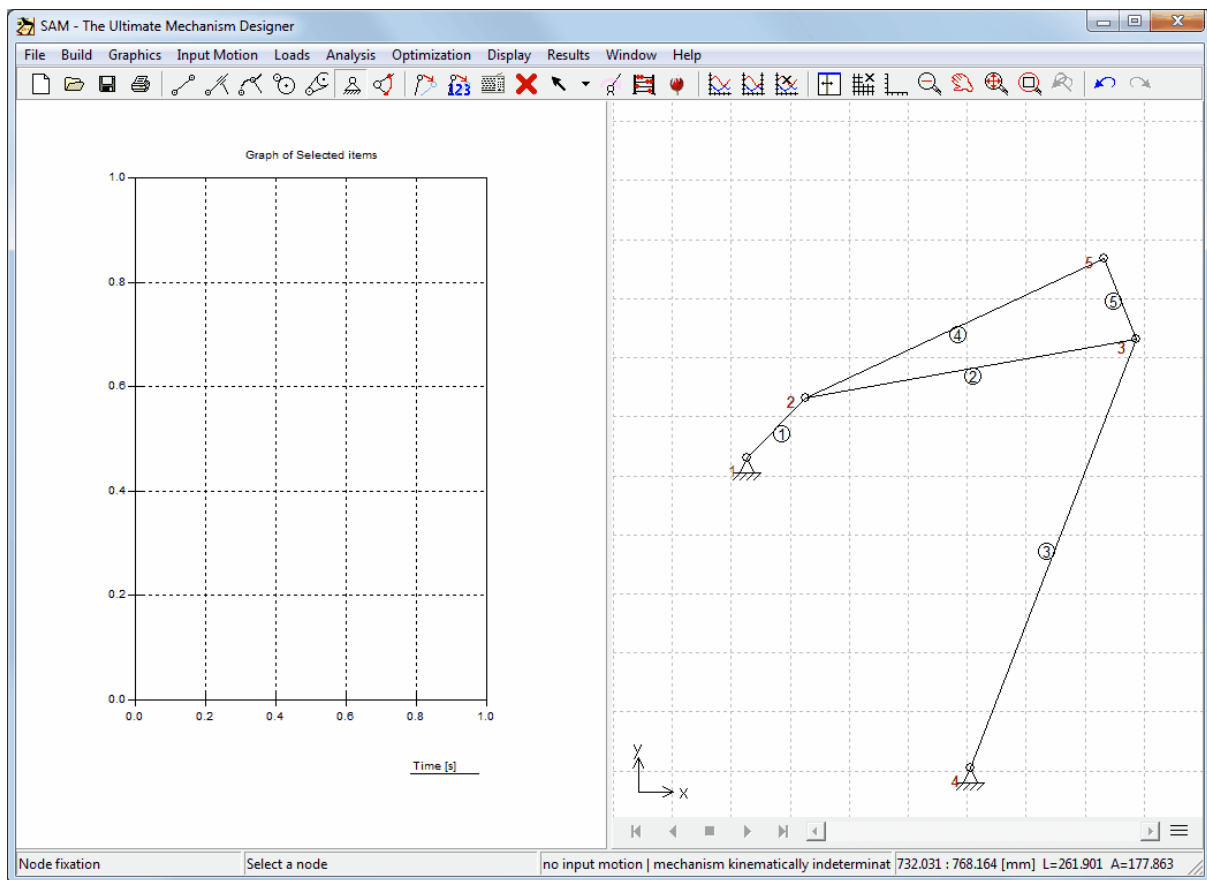 SAM - The Ultimate Mechanism Designer
File Build Graphics Input Motion Loads Analysis Optimization Display Results Window Help
123
Graph of Selected items
1.0
0.8
0.6
0.4
0.2
0.0
0.0 0.2 0.4 0.6 0.8 1.0
Time [s]
5
5
4
3
2
2
1
1
3
4
y
x
Node fixation
Select a node
no input motion | mechanism kinematically indeterminat
732.031 : 768.164 [mm] L=261.901 A=177.863